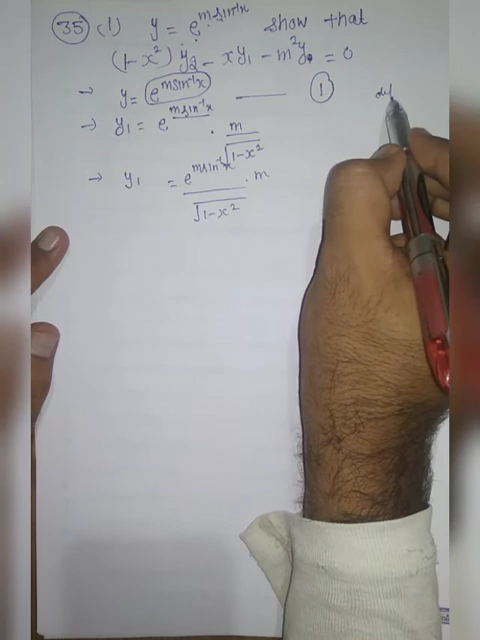 35 (1) y = e^{m sin⁻¹x} show that
(1-x²) y₂ - xy₁ - m²y = 0
→ y = e^{m sin⁻¹x} —— ①
→ y₁ = e^{m sin⁻¹x} · m/√(1-x²)
→ y₁ = e^{m sin⁻¹x}/√(1-x²) · m